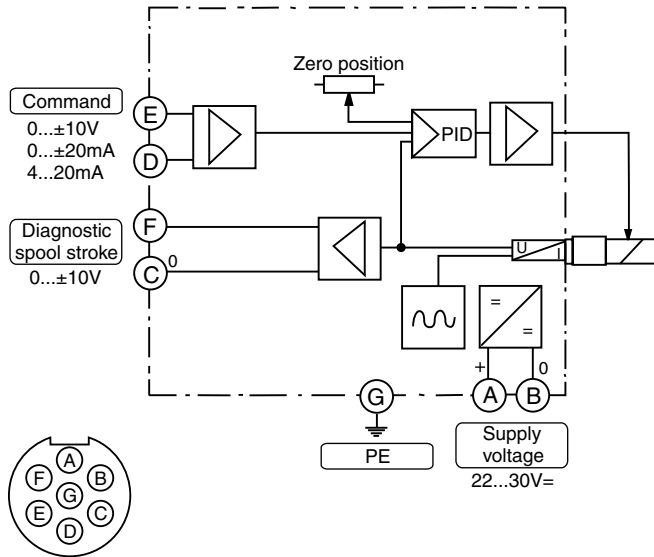 Zero position
Command
E
0...±10V
D
0...±20mA
4...20mA
PID
Diagnostic
spool stroke
F
0...±10V
C
0
U
I
=
=
+
0
A
B
G
PE
Supply
voltage
22...30V=
A
F
B
G
E
C
D